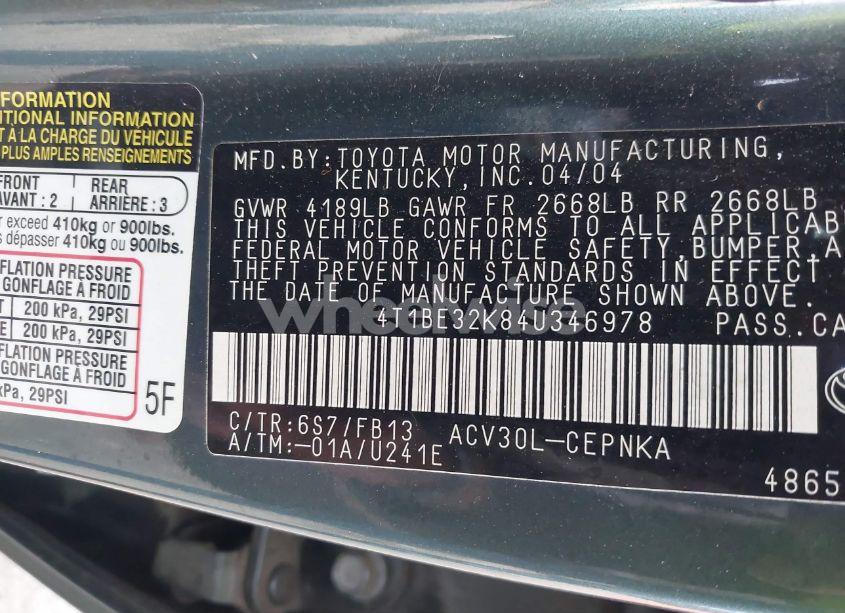 FORMATION
TIONAL INFORMATION
T À LA CHARGE DU VÉHICULE
PLUS AMPLES RENSEIGNEMENTS
FRONT
AVANT : 2
REAR
ARRIERE : 3
er exceed 410kg or 900lbs.
s dépasser 410kg ou 900lbs.
FLATION PRESSURE
GONFLAGE À FROID
T 200 kPa, 29PSI
E 200 kPa, 29PSI
FLATION PRESSURE
GONFLAGE À FROID
kPa, 29PSI
5F
MFD.BY:TOYOTA MOTOR MANUFACTURING,
KENTUCKY,INC.04/04
GVWR 4189LB GAWR FR 2668LB RR 2668LB
THIS VEHICLE CONFORMS TO ALL APPLICAB
FEDERAL MOTOR VEHICLE SAFETY,BUMPER,A
THEFT PREVENTION STANDARDS IN EFFECT
THE DATE OF MANUFACTURE SHOWN ABOVE.
wheelwise
4T1BE32K84U346978 PASS.CA
C/TR:6S7/FB13 ACV30L-CEPNKA
A/TM:-01A/U241E
4865